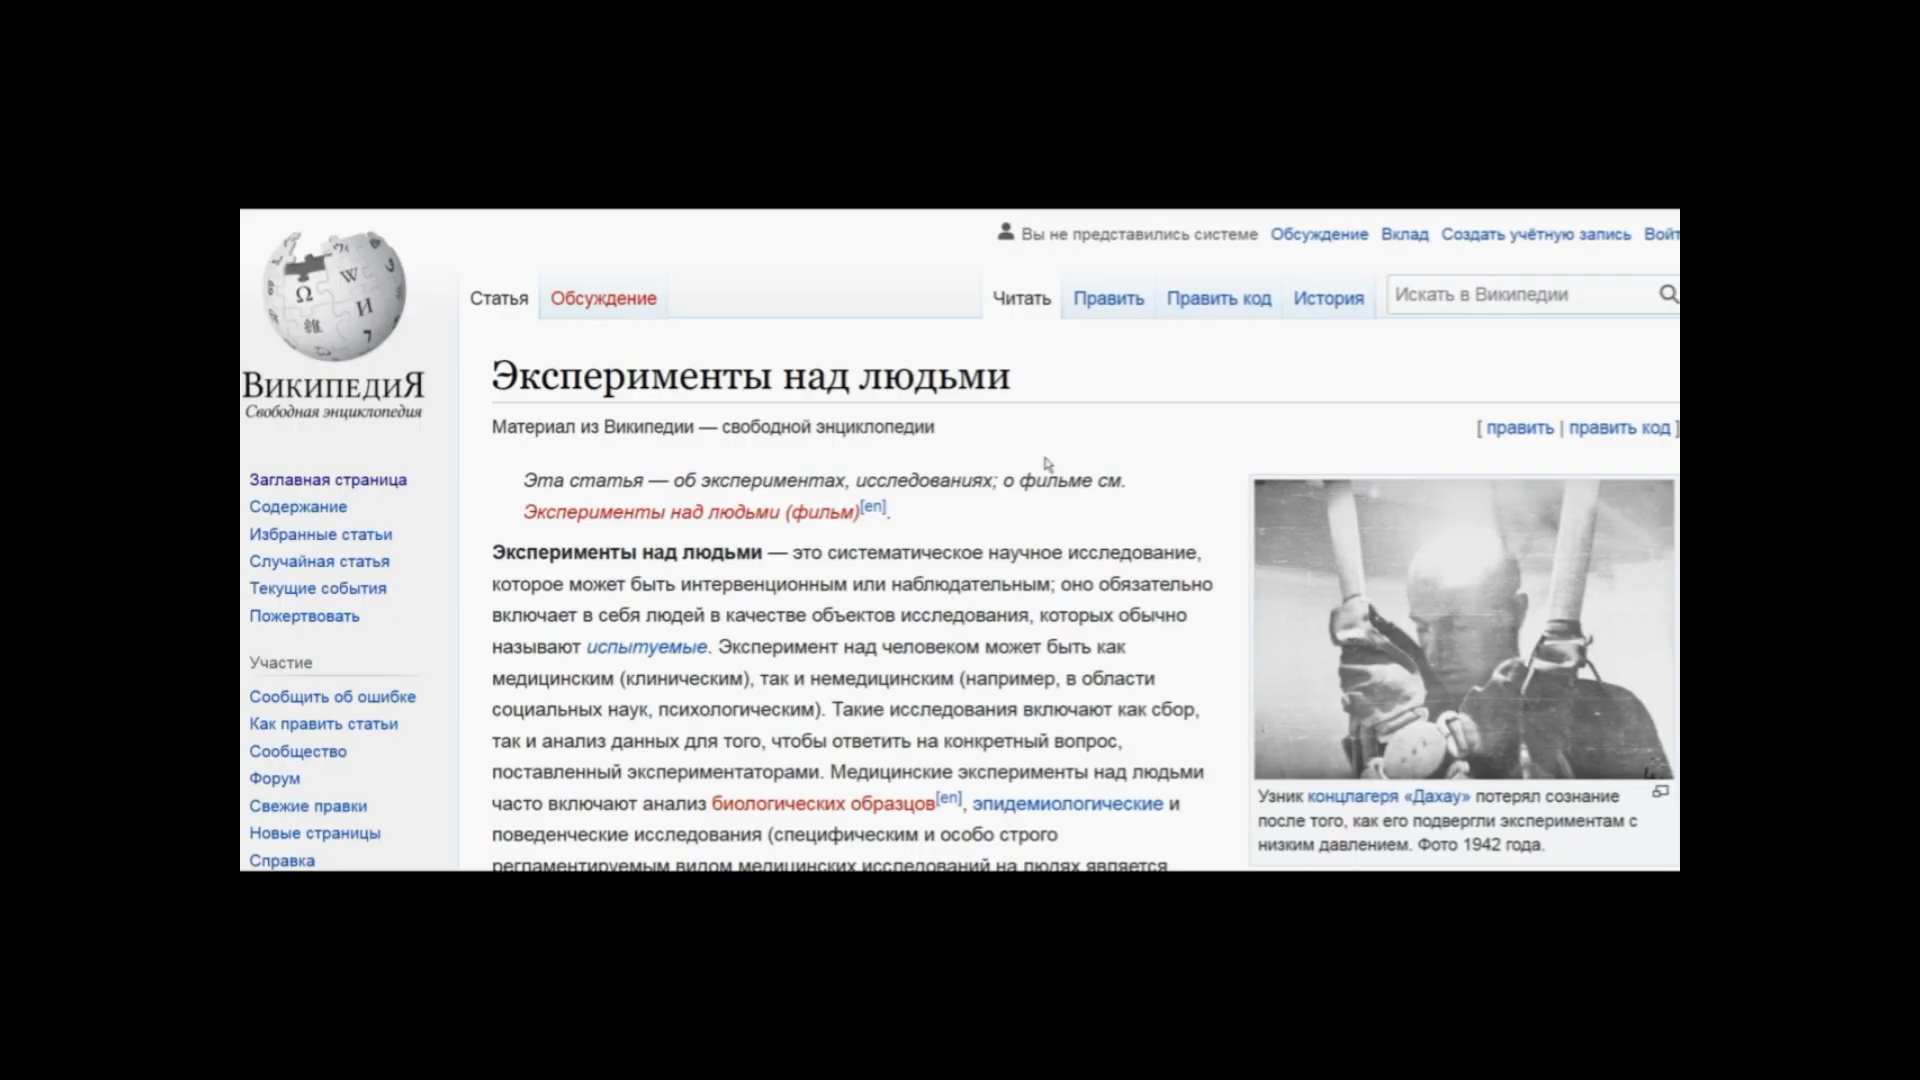 Вы не представились системе Обсуждение Вклад Создать учётную запись Войт
Статья Обсуждение Читать Править Править код История Искать в Википедии
ВикипедиЯ
Свободная энциклопедия
Заглавная страница
Содержание
Избранные статьи
Случайная статья
Текущие события
Пожертвовать
Участие
Сообщить об ошибке
Как править статьи
Сообщество
Форум
Свежие правки
Новые страницы
Справка
Эксперименты над людьми
Материал из Википедии — свободной энциклопедии [ править | править код ]
Эта статья — об экспериментах, исследованиях; о фильме см.
Эксперименты над людьми (фильм)[en].
Эксперименты над людьми — это систематическое научное исследование,
которое может быть интервенционным или наблюдательным; оно обязательно
включает в себя людей в качестве объектов исследования, которых обычно
называют испытуемые. Эксперимент над человеком может быть как
медицинским (клиническим), так и немедицинским (например, в области
социальных наук, психологическим). Такие исследования включают как сбор,
так и анализ данных для того, чтобы ответить на конкретный вопрос,
поставленный экспериментаторами. Медицинские эксперименты над людьми
часто включают анализ биологических образцов[en], эпидемиологические и
поведенческие исследования (специфическим и особо строго
регламентируемым видом медицинских исследований на людях является
Узник концлагеря «Дахау» потерял сознание
после того, как его подвергли экспериментам с
низким давлением. Фото 1942 года.